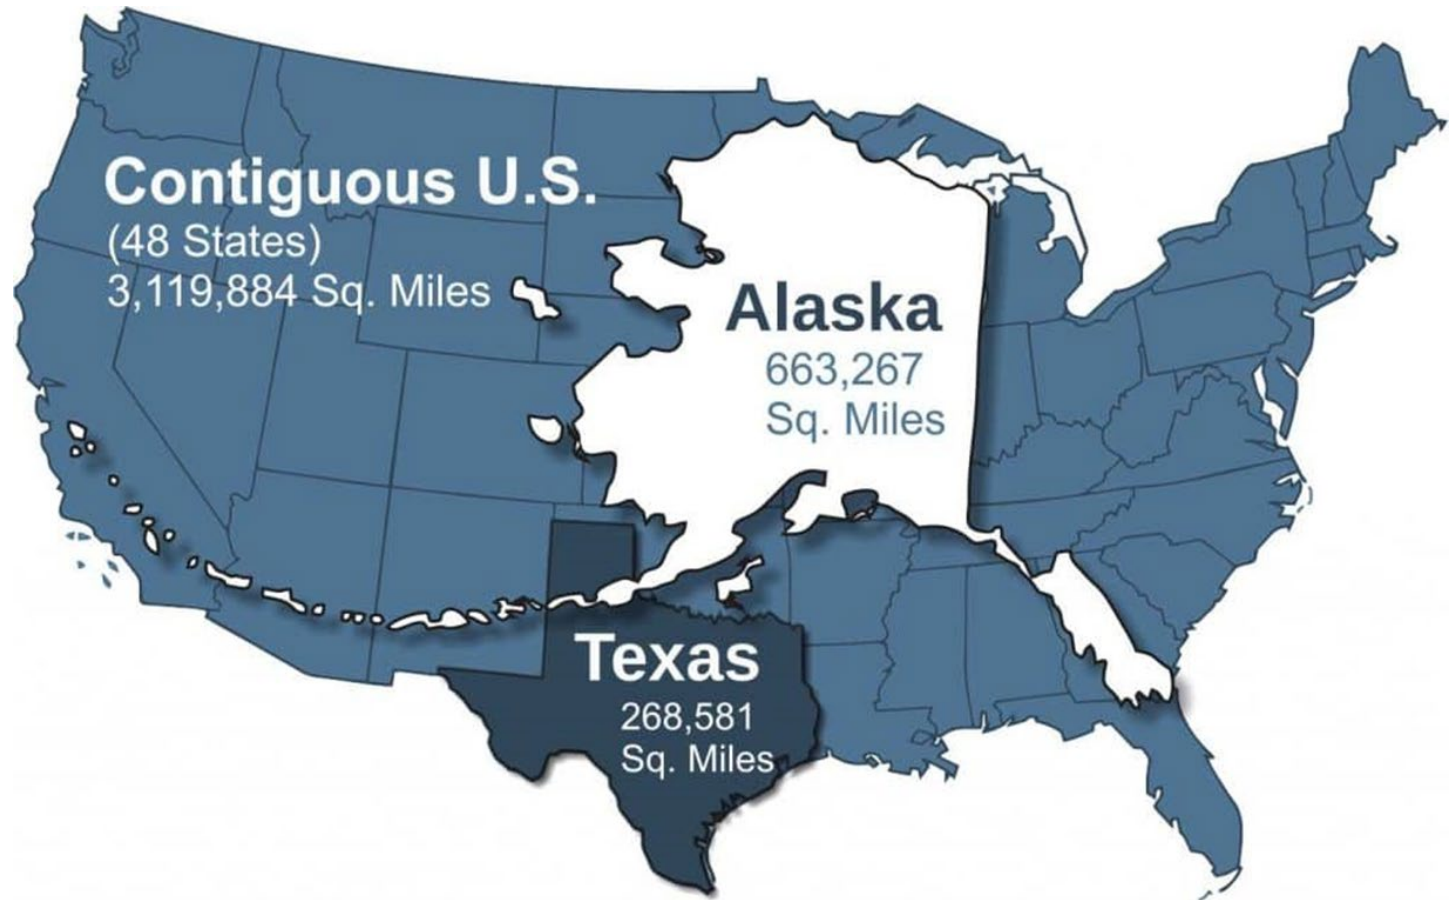 Contiguous U.S.
(48 States)
3,119,884 Sq. Miles
Alaska
663,267
Sq. Miles
Texas
268,581
Sq. Miles